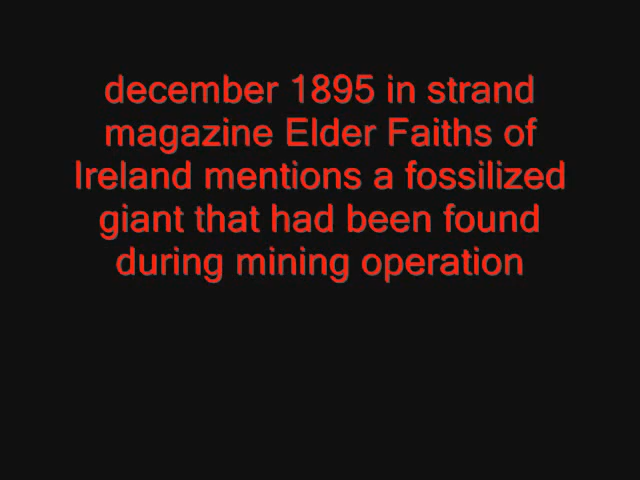 december 1895 in strand
magazine Elder Faiths of
Ireland mentions a fossilized
giant that had been found
during mining operation